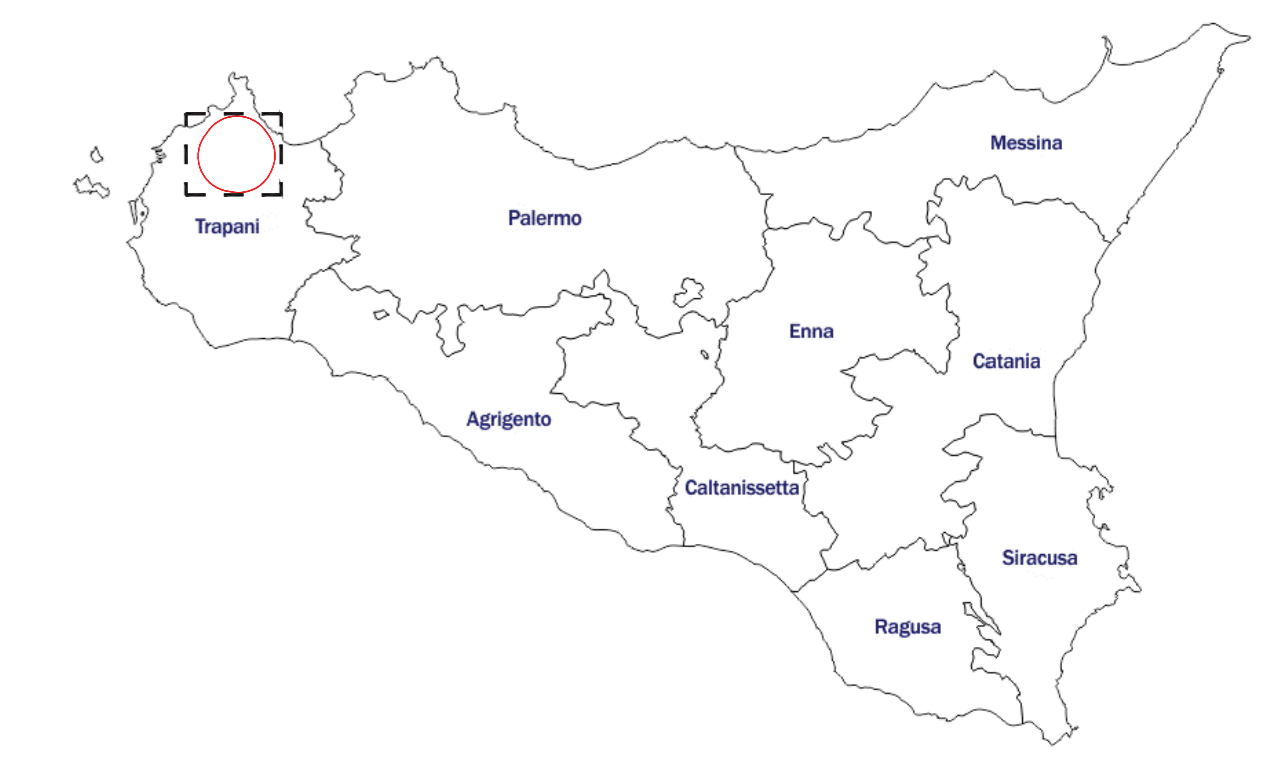 Messina
Palermo
Trapani
Enna
Catania
Agrigento
Caltanissetta
Siracusa
Ragusa